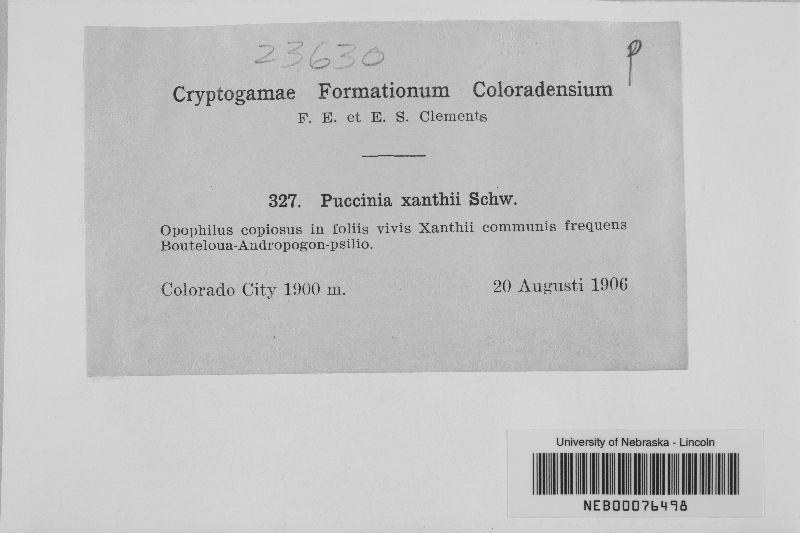 23630
p
Cryptogamae Formationum Coloradensium
F. E. et E. S. Clements
327. Puccinia xanthii Schw.
Opophilus copiosus in foliis vivis Xanthii communis frequens
Bouteloua-Andropogon-psilio.
Colorado City 1900 m.
20 Augusti 1906
University of Nebraska - Lincoln
NEB00076498